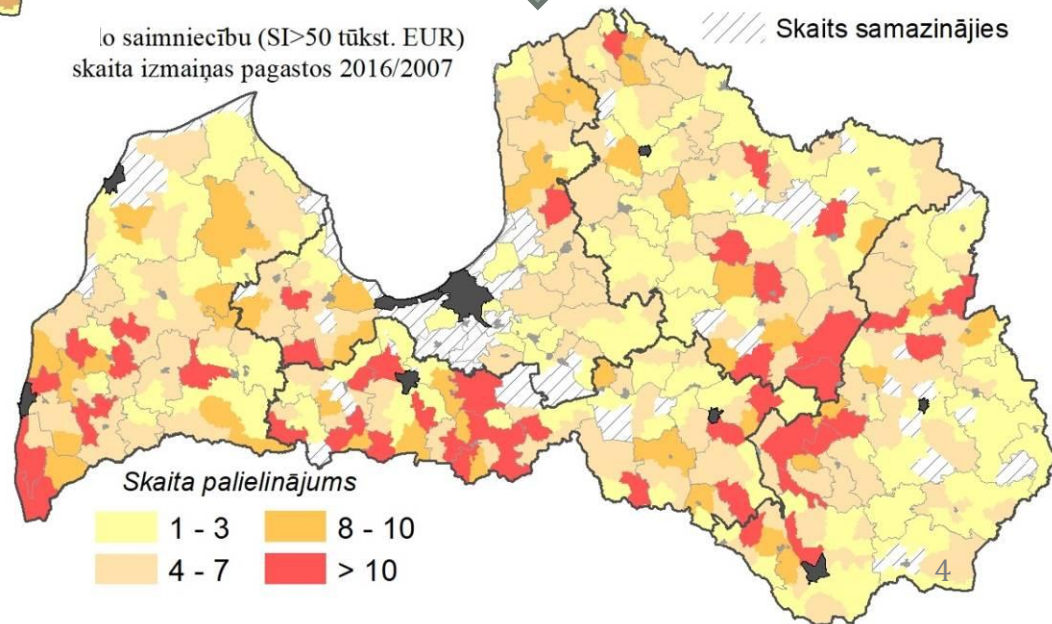 lo saimniecību (SI>50 tūkst. EUR)
skaita izmaiņas pagastos 2016/2007
Skaits samazinājies
Skaita palielinājums
1 - 3
8 - 10
4 - 7
> 10
4